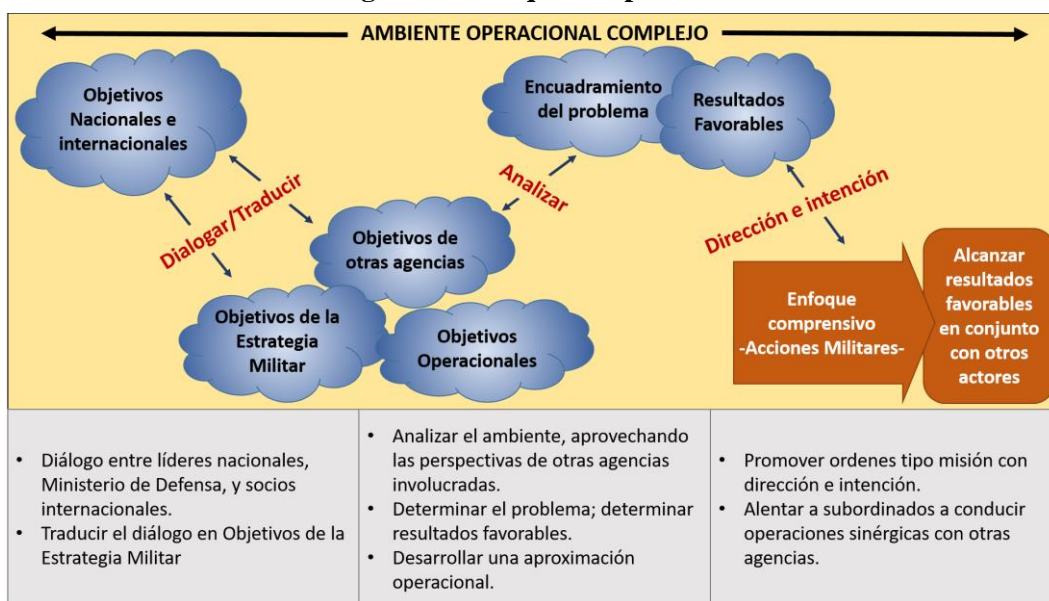 AMBIENTE OPERACIONAL COMPLEJO
Objetivos
Nacionales e
internacionales
Dialogar/Traducir
Objetivos de
otras agencias
Objetivos de la
Estrategia
Militar
Objetivos
Operacionales
Analizar
Encuadramiento
del problema
Resultados
Favorables
Dirección e intención
Enfoque
comprensivo
-Acciones Militares-
Alcanzar
resultados
favorables
en conjunto
con otros
actores
• Diálogo entre líderes nacionales,
Ministerio de Defensa, y socios
internacionales.
• Traducir el diálogo en Objetivos de la
Estrategia Militar
• Analizar el ambiente, aprovechando
las perspectivas de otras agencias
involucradas.
• Determinar el problema; determinar
resultados favorables.
• Desarrollar una aproximación
operacional.
• Promover ordenes tipo misión con
dirección e intención.
• Alentar a subordinados a conducir
operaciones sinérgicas con otras
agencias.